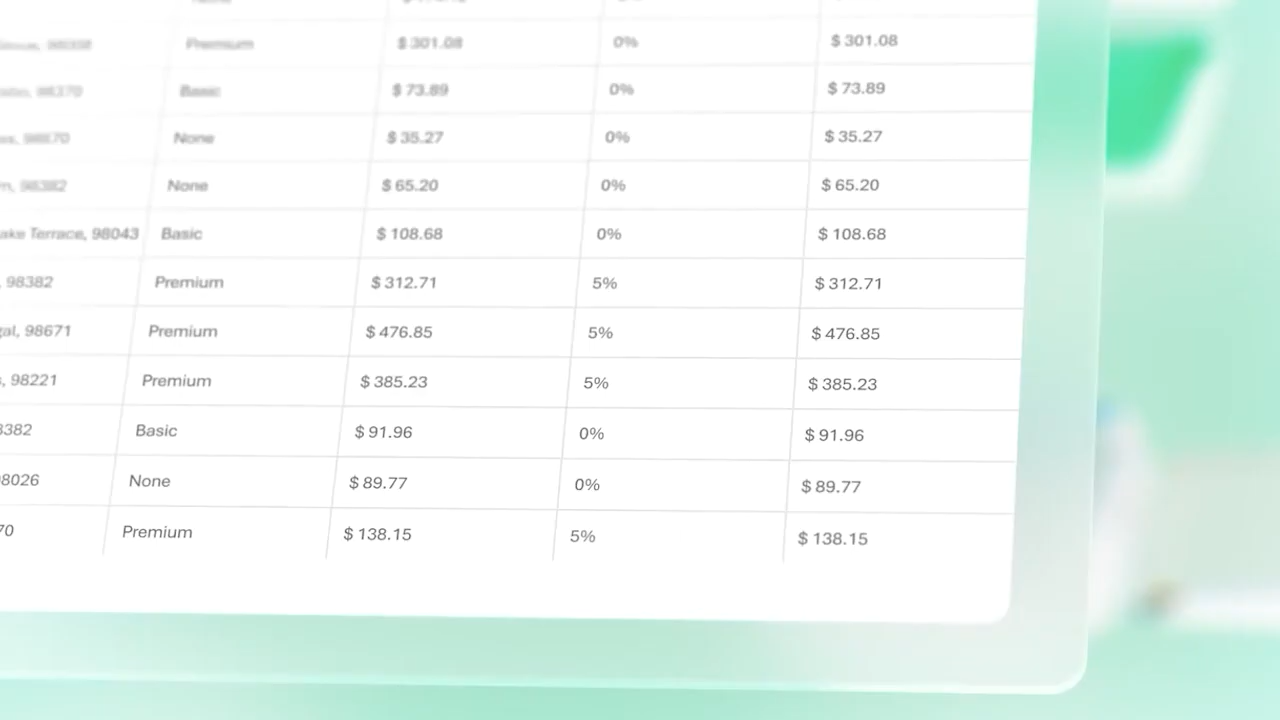 Premium $ 301.08 0% $ 301.08
Basic $ 73.89 0% $ 73.89
None $ 35.27 0% $ 35.27
98382 None $ 65.20 0% $ 65.20
ake Terrace, 98043 Basic $ 108.68 0% $ 108.68
, 98382 Premium $ 312.71 5% $ 312.71
gal, 98671 Premium $ 476.85 5% $ 476.85
, 98221 Premium $ 385.23 5% $ 385.23
8382 Basic $ 91.96 0% $ 91.96
98026 None $ 89.77 0% $ 89.77
70 Premium $ 138.15 5% $ 138.15